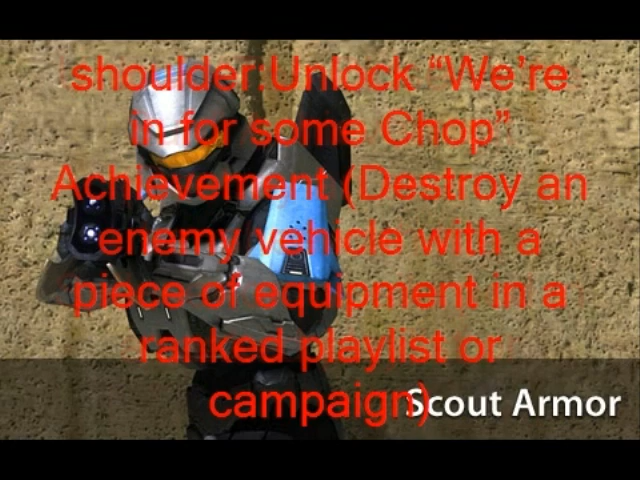 shoulder:Unlock “We’re
in for some Chop”
Achievement (Destroy an
enemy vehicle with a
piece of equipment in a
ranked playlist or
campaign)
Scout Armor